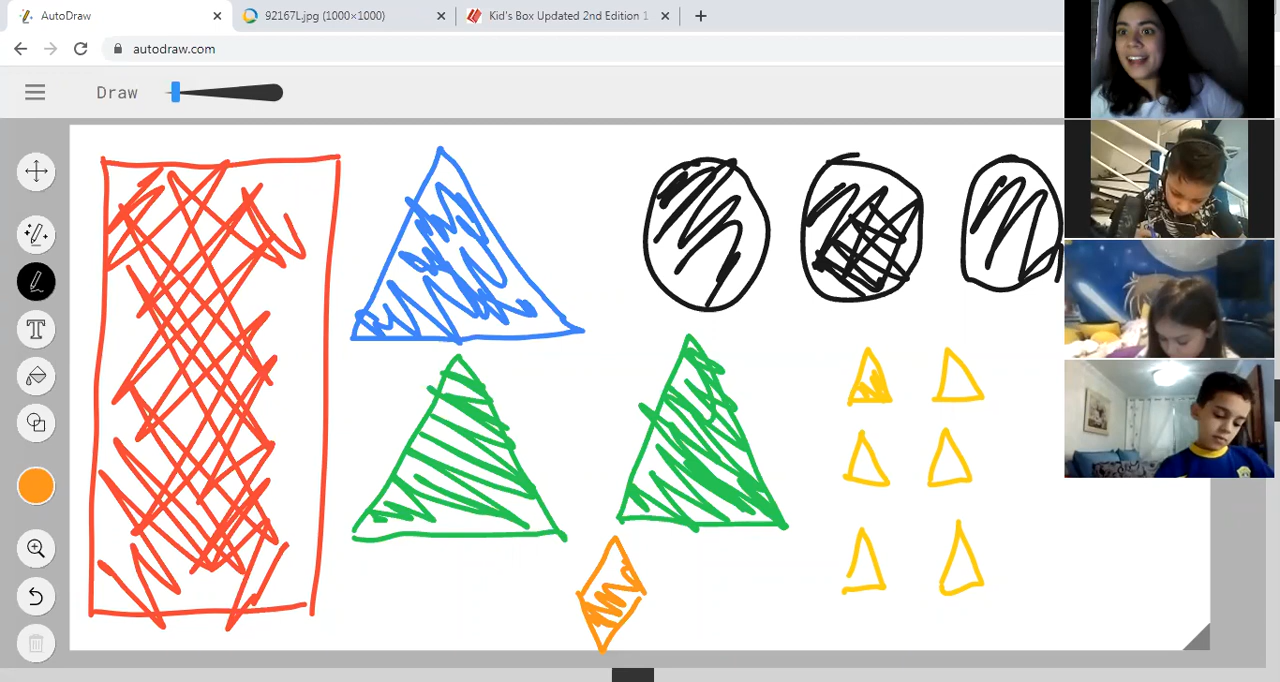 AutoDraw
92167L.jpg (1000×1000)
Kid's Box Updated 2nd Edition 1
autodraw.com
Draw
T